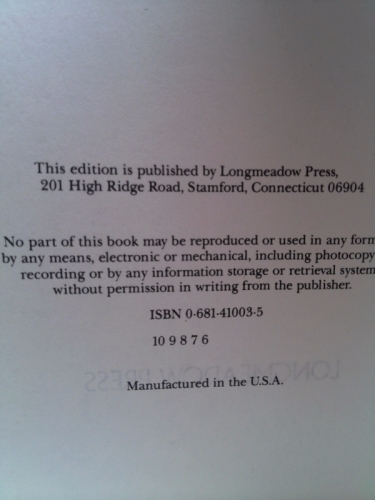 This edition is published by Longmeadow Press,
201 High Ridge Road, Stamford, Connecticut 06904
No part of this book may be reproduced or used in any form
by any means, electronic or mechanical, including photocopy
recording or by any information storage or retrieval system
without permission in writing from the publisher.
ISBN 0-681-41003-5
10 9 8 7 6
Manufactured in the U.S.A.
LONGMEADOW PRESS